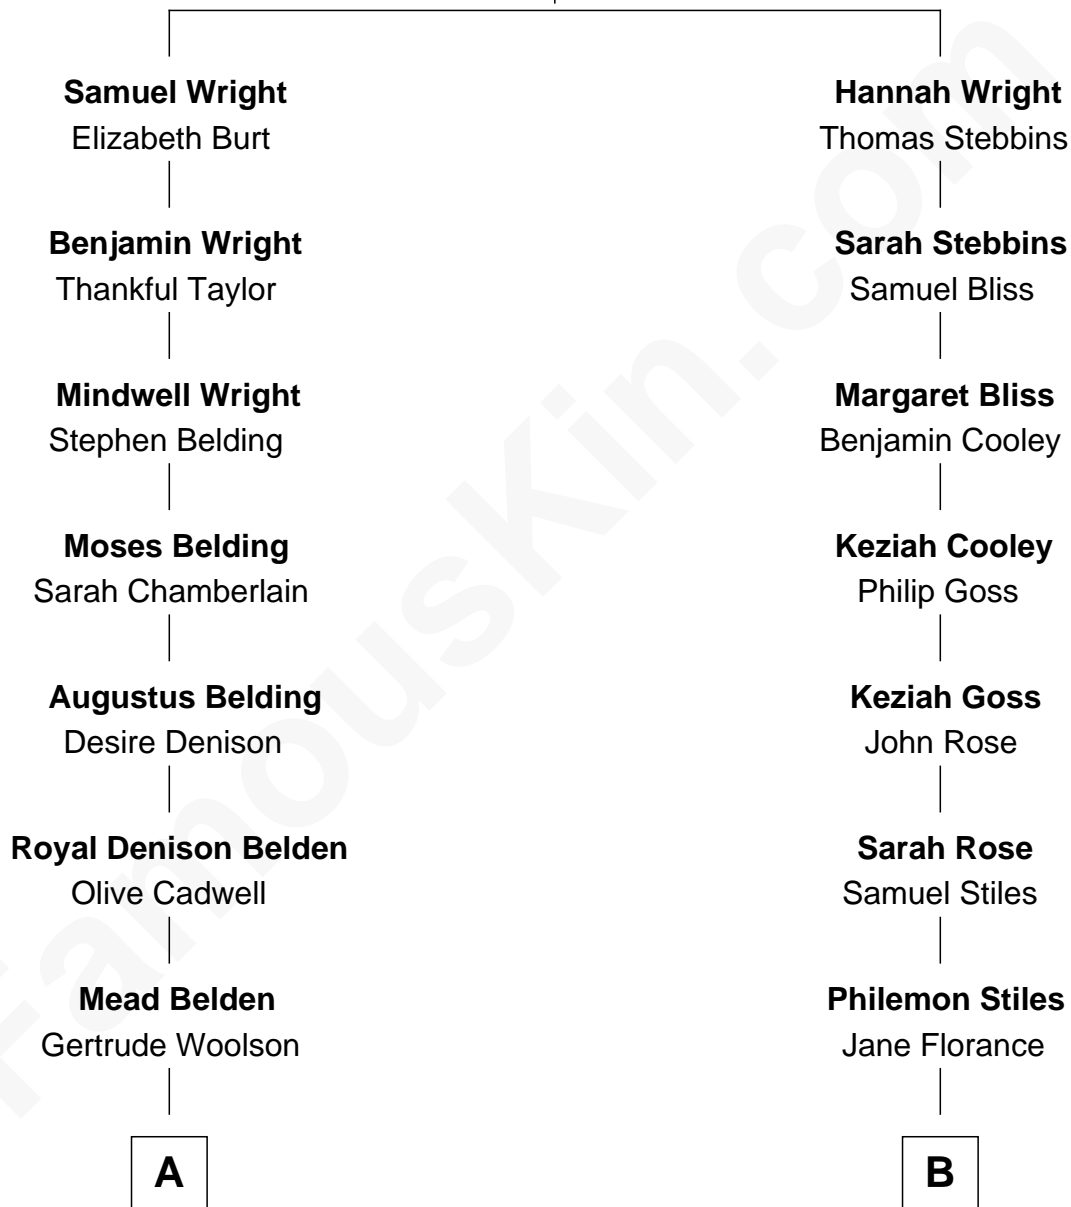 Samuel Wright
Elizabeth Burt
Hannah Wright
Thomas Stebbins
Benjamin Wright
Thankful Taylor
Sarah Stebbins
Samuel Bliss
Mindwell Wright
Stephen Belding
Margaret Bliss
Benjamin Cooley
Moses Belding
Sarah Chamberlain
Keziah Cooley
Philip Goss
Augustus Belding
Desire Denison
Keziah Goss
John Rose
Royal Denison Belden
Olive Cadwell
Sarah Rose
Samuel Stiles
Mead Belden
Gertrude Woolson
Philemon Stiles
Jane Florance
A
B
FamousKin.com